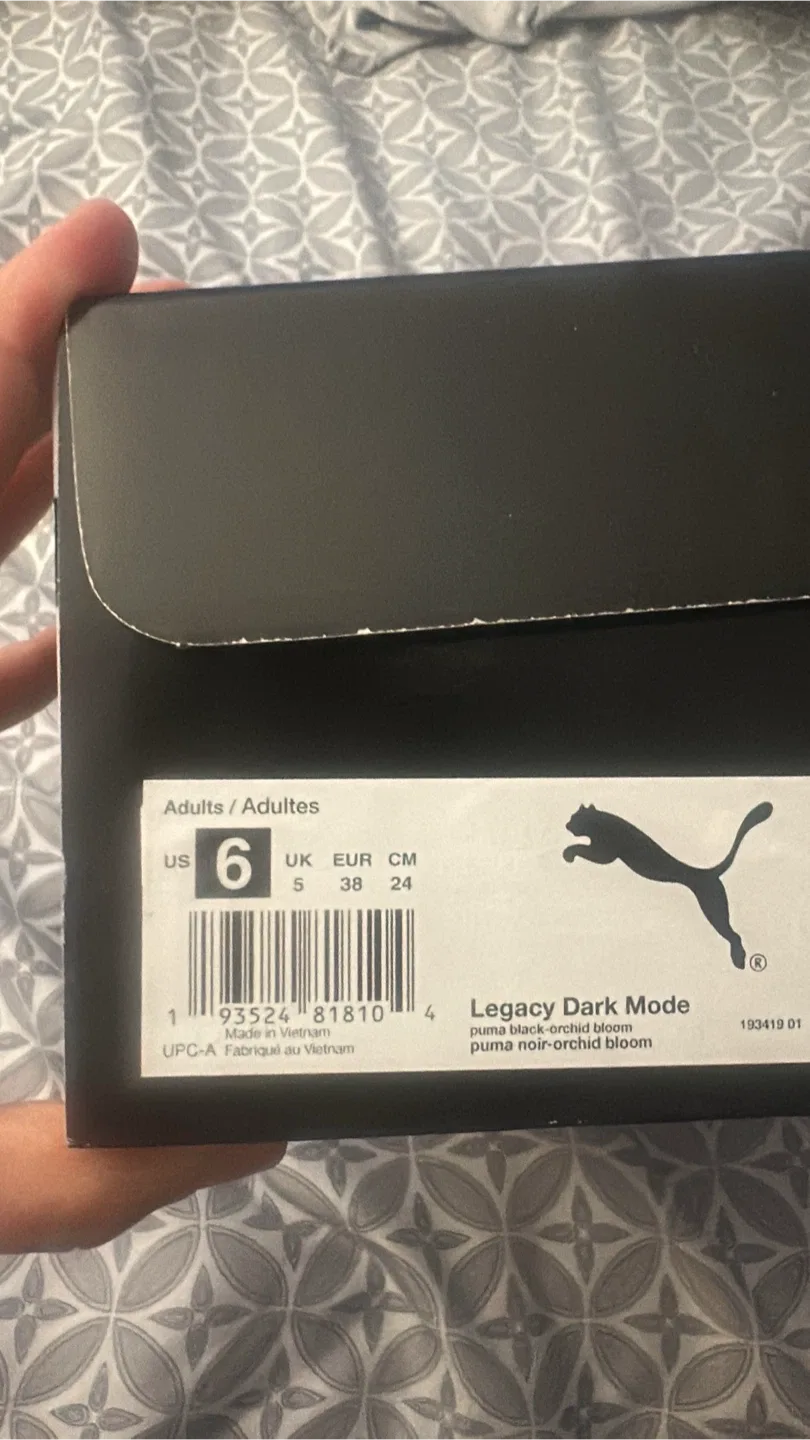 Adults / Adultes
US 6 UK EUR CM
5 38 24
1 93524 81810 4
Made in Vietnam
UPC-A Fabriqué au Vietnam
®
Legacy Dark Mode
puma black-orchid bloom
puma noir-orchid bloom
193419 01